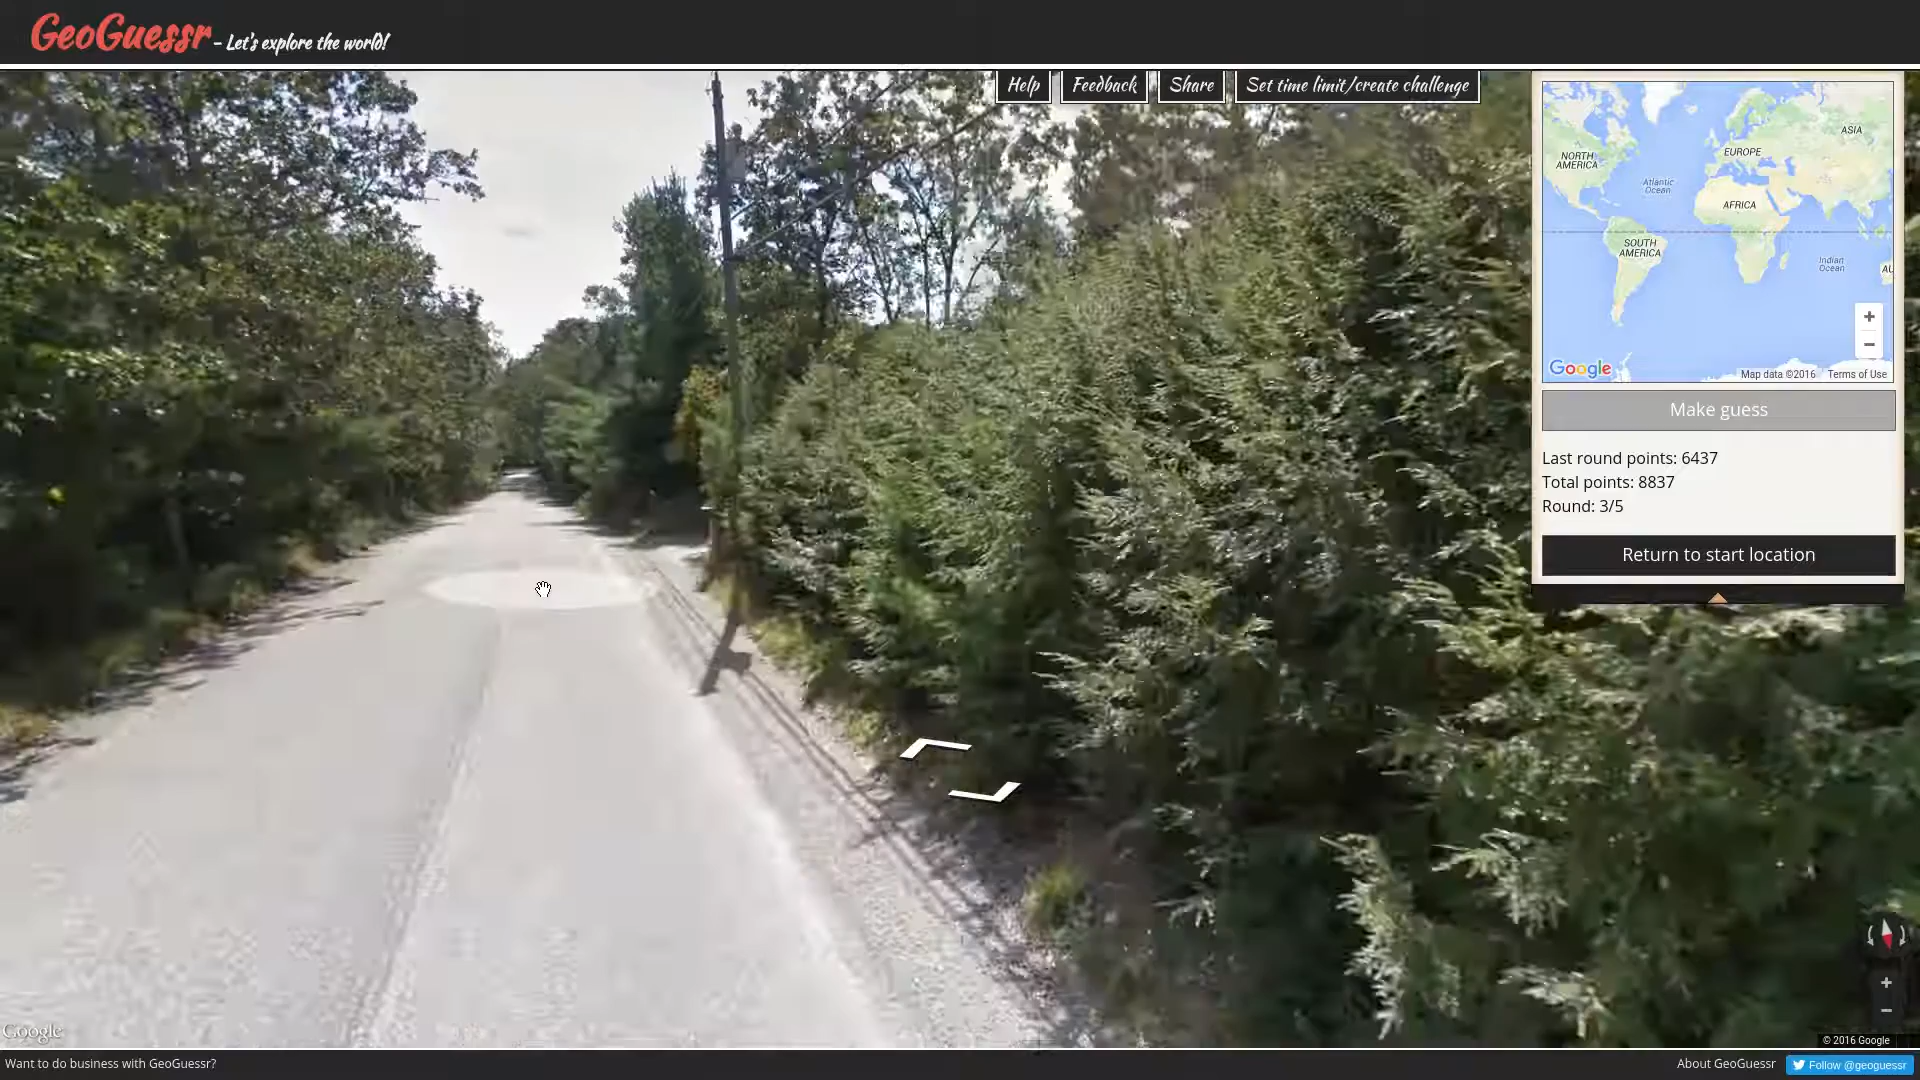 GeoGuessr - Let's explore the world!
Help
Feedback
Share
Set time limit/create challenge
NORTH AMERICA
Atlantic Ocean
EUROPE
ASIA
AFRICA
SOUTH AMERICA
Indian Ocean
AU
Google
Map data ©2016 Terms of Use
Make guess
Last round points: 6437
Total points: 8837
Round: 3/5
Return to start location
Google
© 2016 Google
Want to do business with GeoGuessr?
About GeoGuessr
Follow @geoguessr